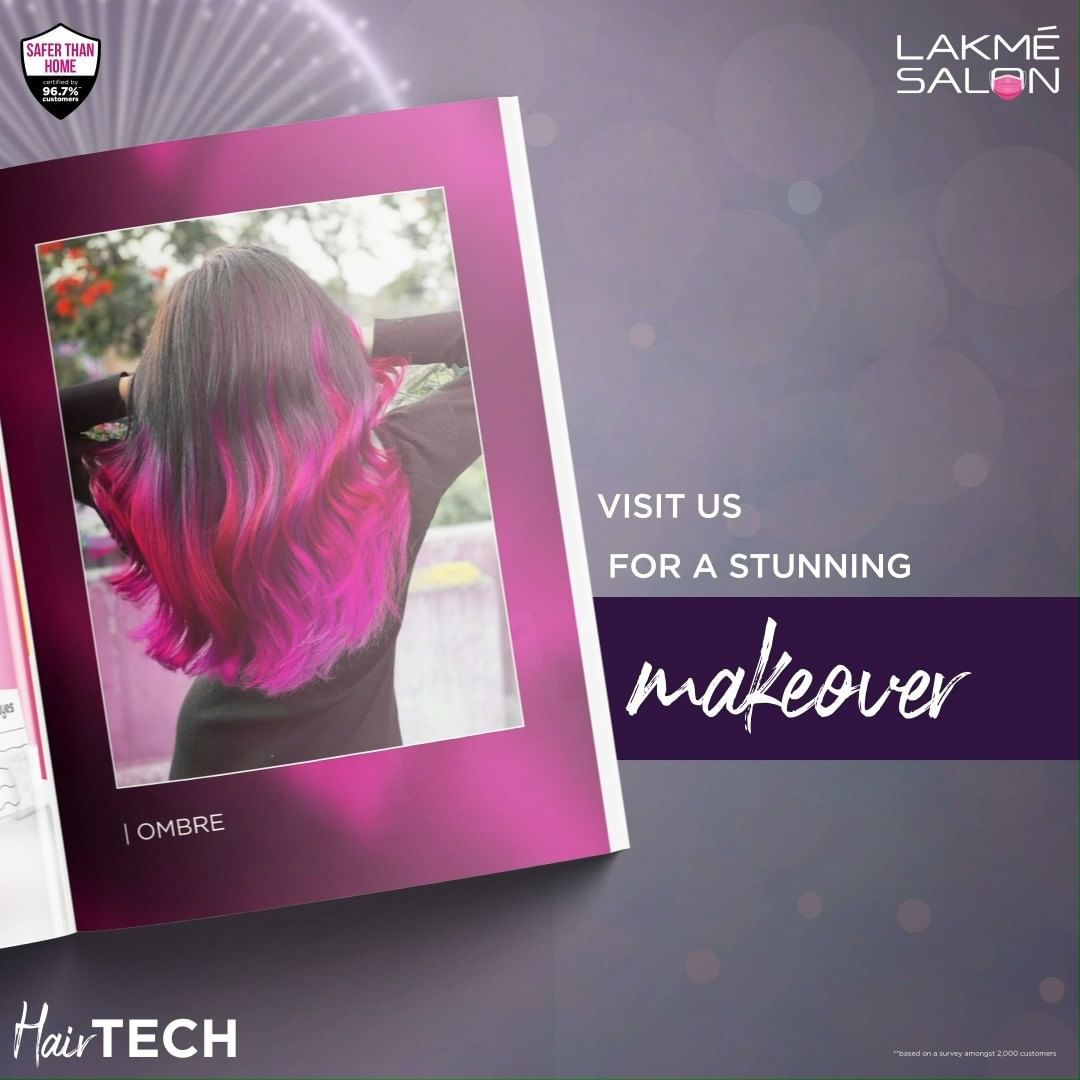 SAFER THAN
HOME
certified by
96.7%**
customers
LAKMÉ
SALON
VISIT US
FOR A STUNNING
makeover
| OMBRE
HairTECH
**based on a survey amongst 2,000 customers